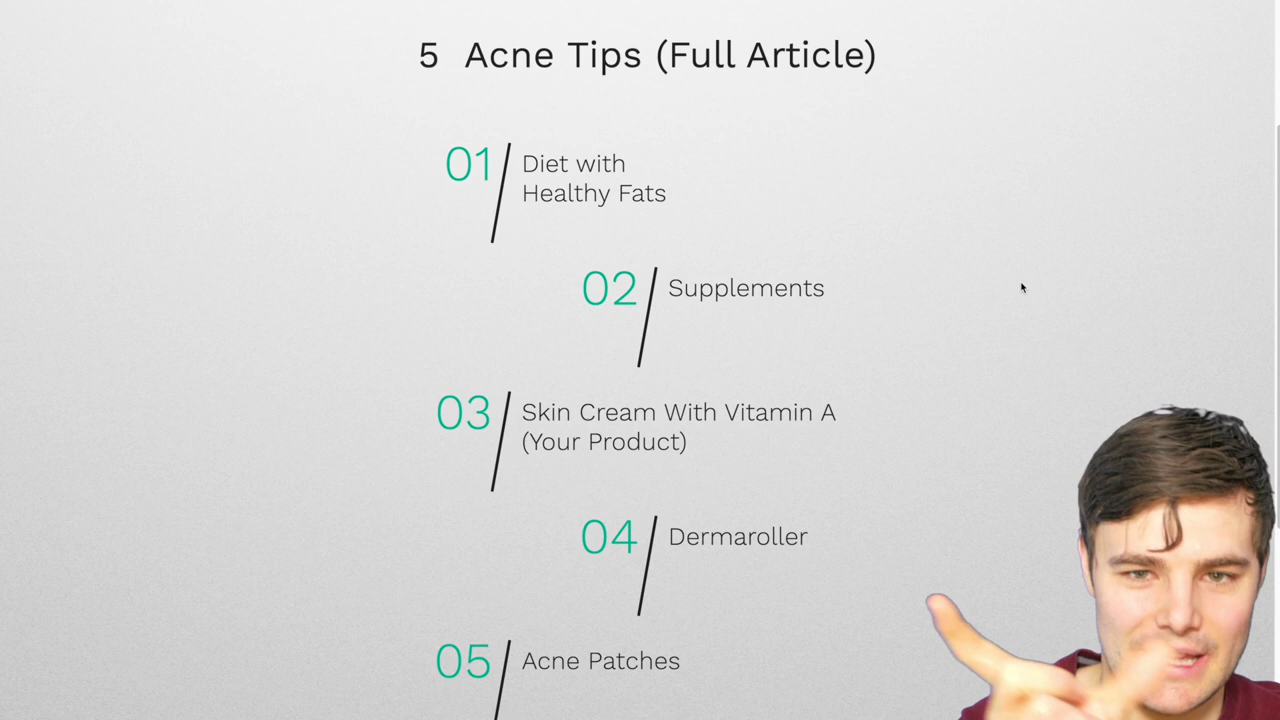 5 Acne Tips (Full Article)
01
Diet with
Healthy Fats
02
Supplements
03
Skin Cream With Vitamin A
(Your Product)
04
Dermaroller
05
Acne Patches